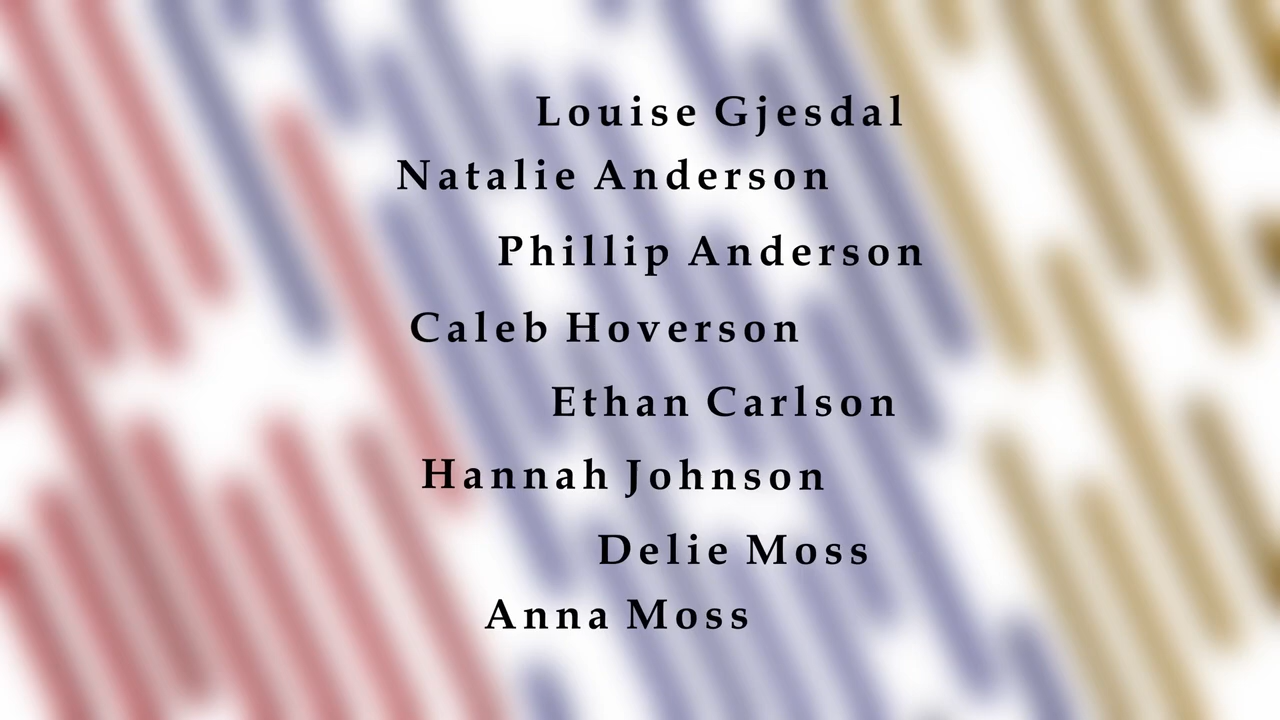 Louise Gjesdal
Natalie Anderson
Phillip Anderson
Caleb Hoverson
Ethan Carlson
Hannah Johnson
Delie Moss
Anna Moss